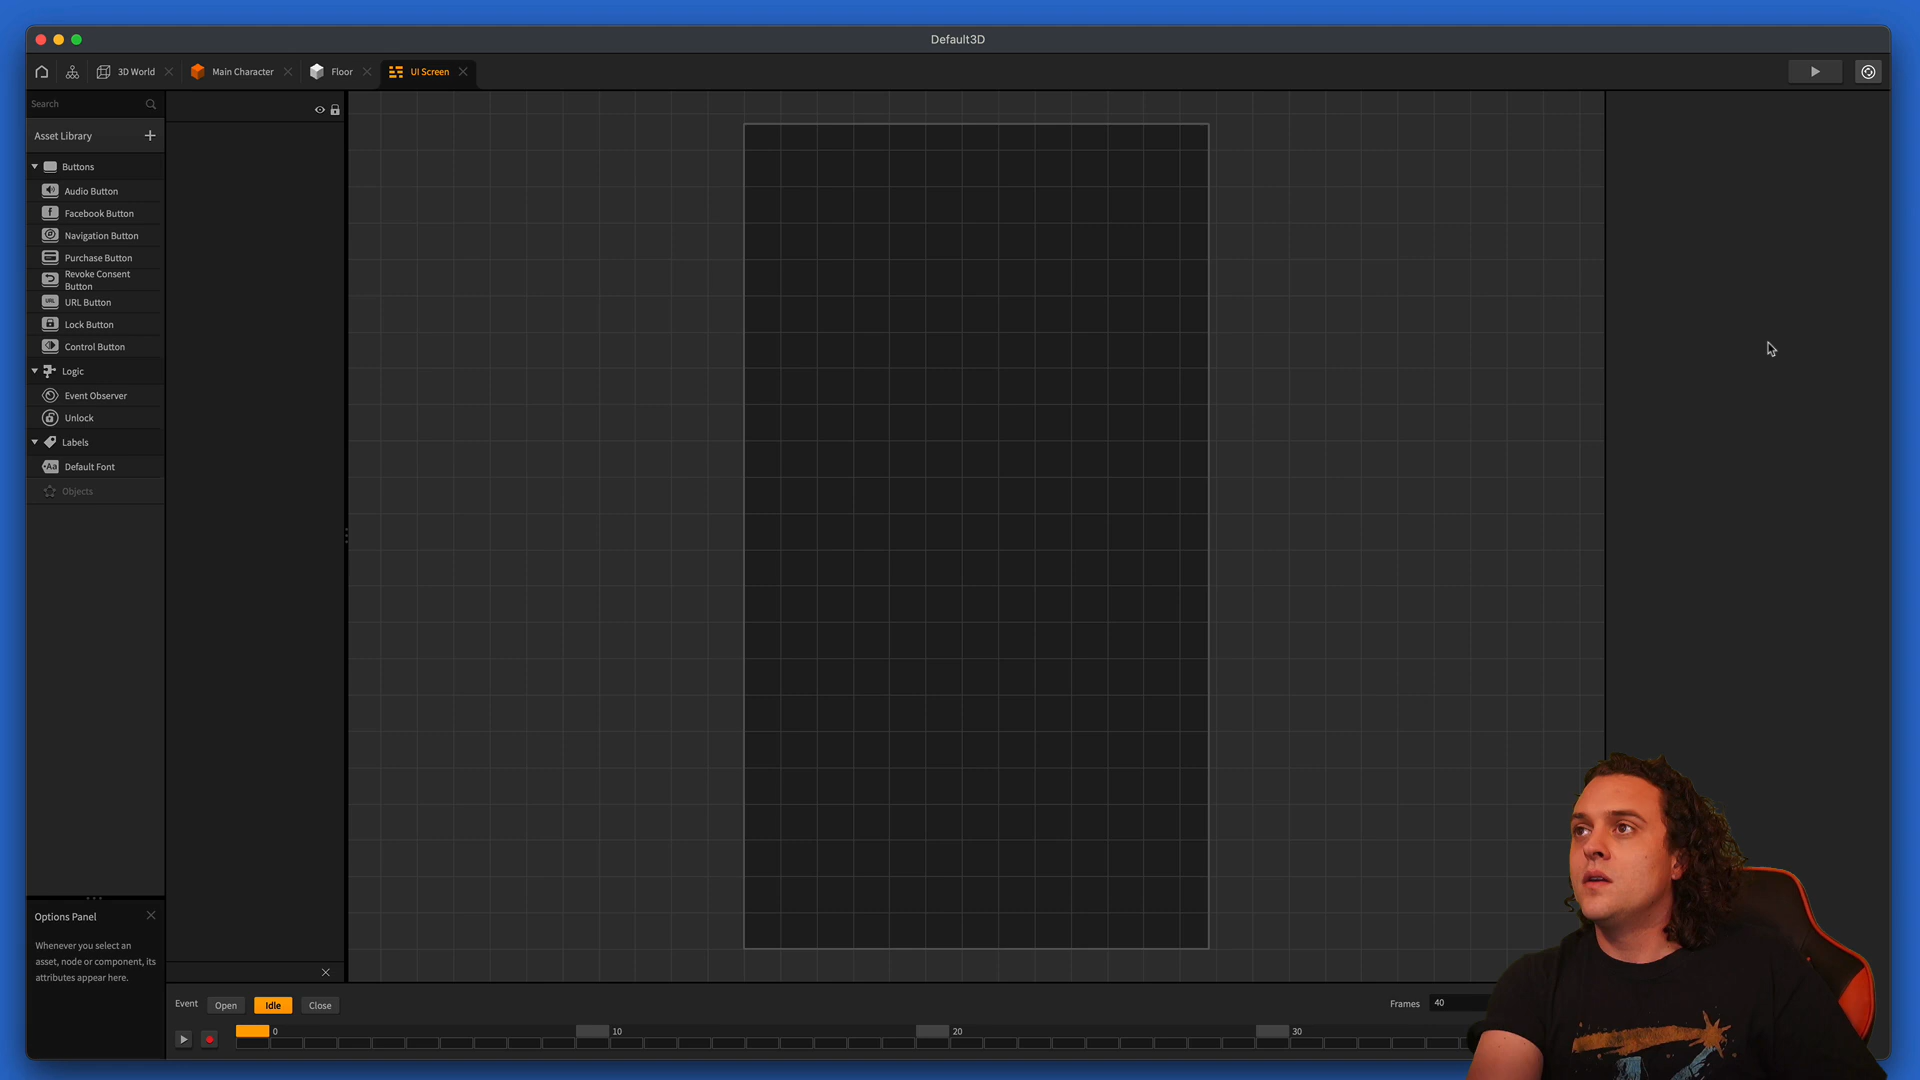 Default3D
3D World
Main Character
Floor
UI Screen
Search
Asset Library
Buttons
Audio Button
Facebook Button
Navigation Button
Purchase Button
Revoke Consent
Button
URL
URL Button
Lock Button
Control Button
Logic
Event Observer
Unlock
Labels
Aa
Default Font
Objects
Options Panel
Whenever you select an
asset, node or component, its
attributes appear here.
Event
Open
Idle
Close
Frames
40
0
10
20
30